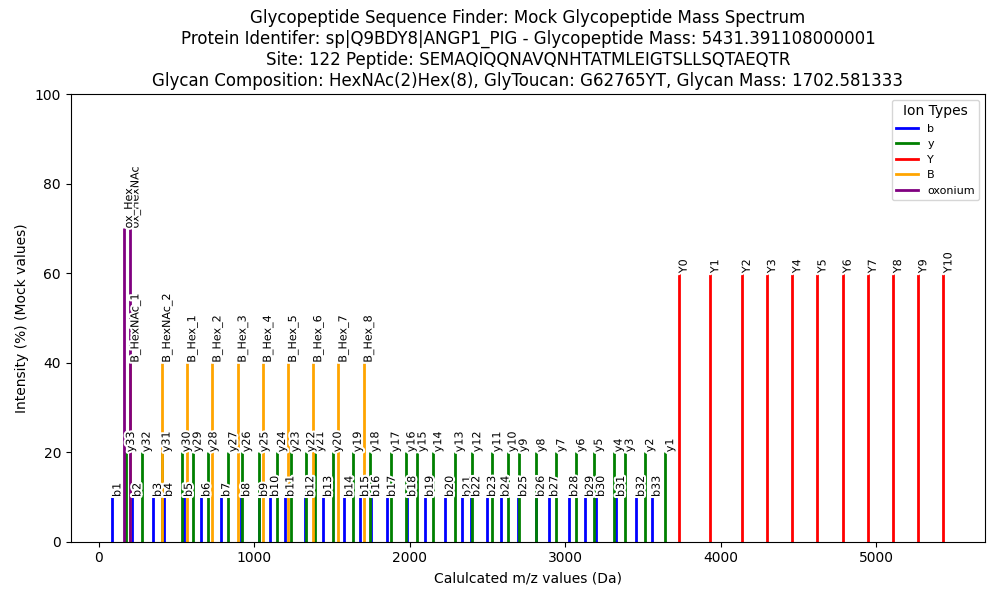 Glycopeptide Sequence Finder: Mock Glycopeptide Mass Spectrum
Protein Identifer: sp|Q9BDY8|ANGP1_PIG - Glycopeptide Mass: 5431.391108000001
Site: 122 Peptide: SEMAQIQQNAVQNHTATMLEIGTSLLSQTAEQTR
Glycan Composition: HexNAc(2)Hex(8), GlyToucan: G62765YT, Glycan Mass: 1702.581333
Intensity (%) (Mock values)
100
80
60
40
20
0
Ion Types
b
y
Y
B
oxonium
ox_Hex
ox_HexNAc
B_HexNAc_1
B_HexNAc_2
B_Hex_1
B_Hex_2
B_Hex_3
B_Hex_4
B_Hex_5
B_Hex_6
B_Hex_7
B_Hex_8
Y0
Y1
Y2
Y3
Y4
Y5
Y6
Y7
Y8
Y9
Y10
y33
y32
y31
y30
y29
y28
y27
y26
y25
y24
y23
y22
y21
y20
y19
y18
y17
y16
y15
y14
y13
y12
y11
y10
y9
y8
y7
y6
y5
y4
y3
y2
y1
b1
b2
b3
b4
b5
b6
b7
b8
b9
b10
b11
b12
b13
b14
b15
b16
b17
b18
b19
b20
b21
b22
b23
b24
b25
b26
b27
b28
b29
b30
b31
b32
b33
0
1000
2000
3000
4000
5000
Calulcated m/z values (Da)